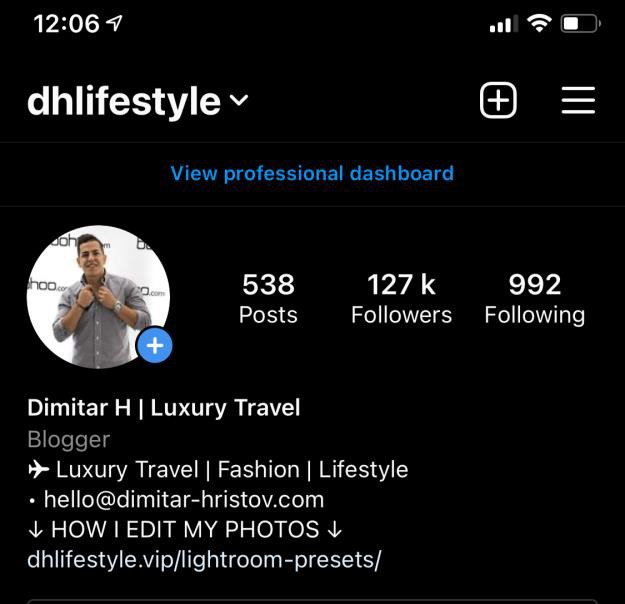 12:06
dhlifestyle
View professional dashboard
538 127 k 992
Posts Followers Following
Dimitar H | Luxury Travel
Blogger
✈ Luxury Travel | Fashion | Lifestyle
• hello@dimitar-hristov.com
↓ HOW I EDIT MY PHOTOS ↓
dhlifestyle.vip/lightroom-presets/